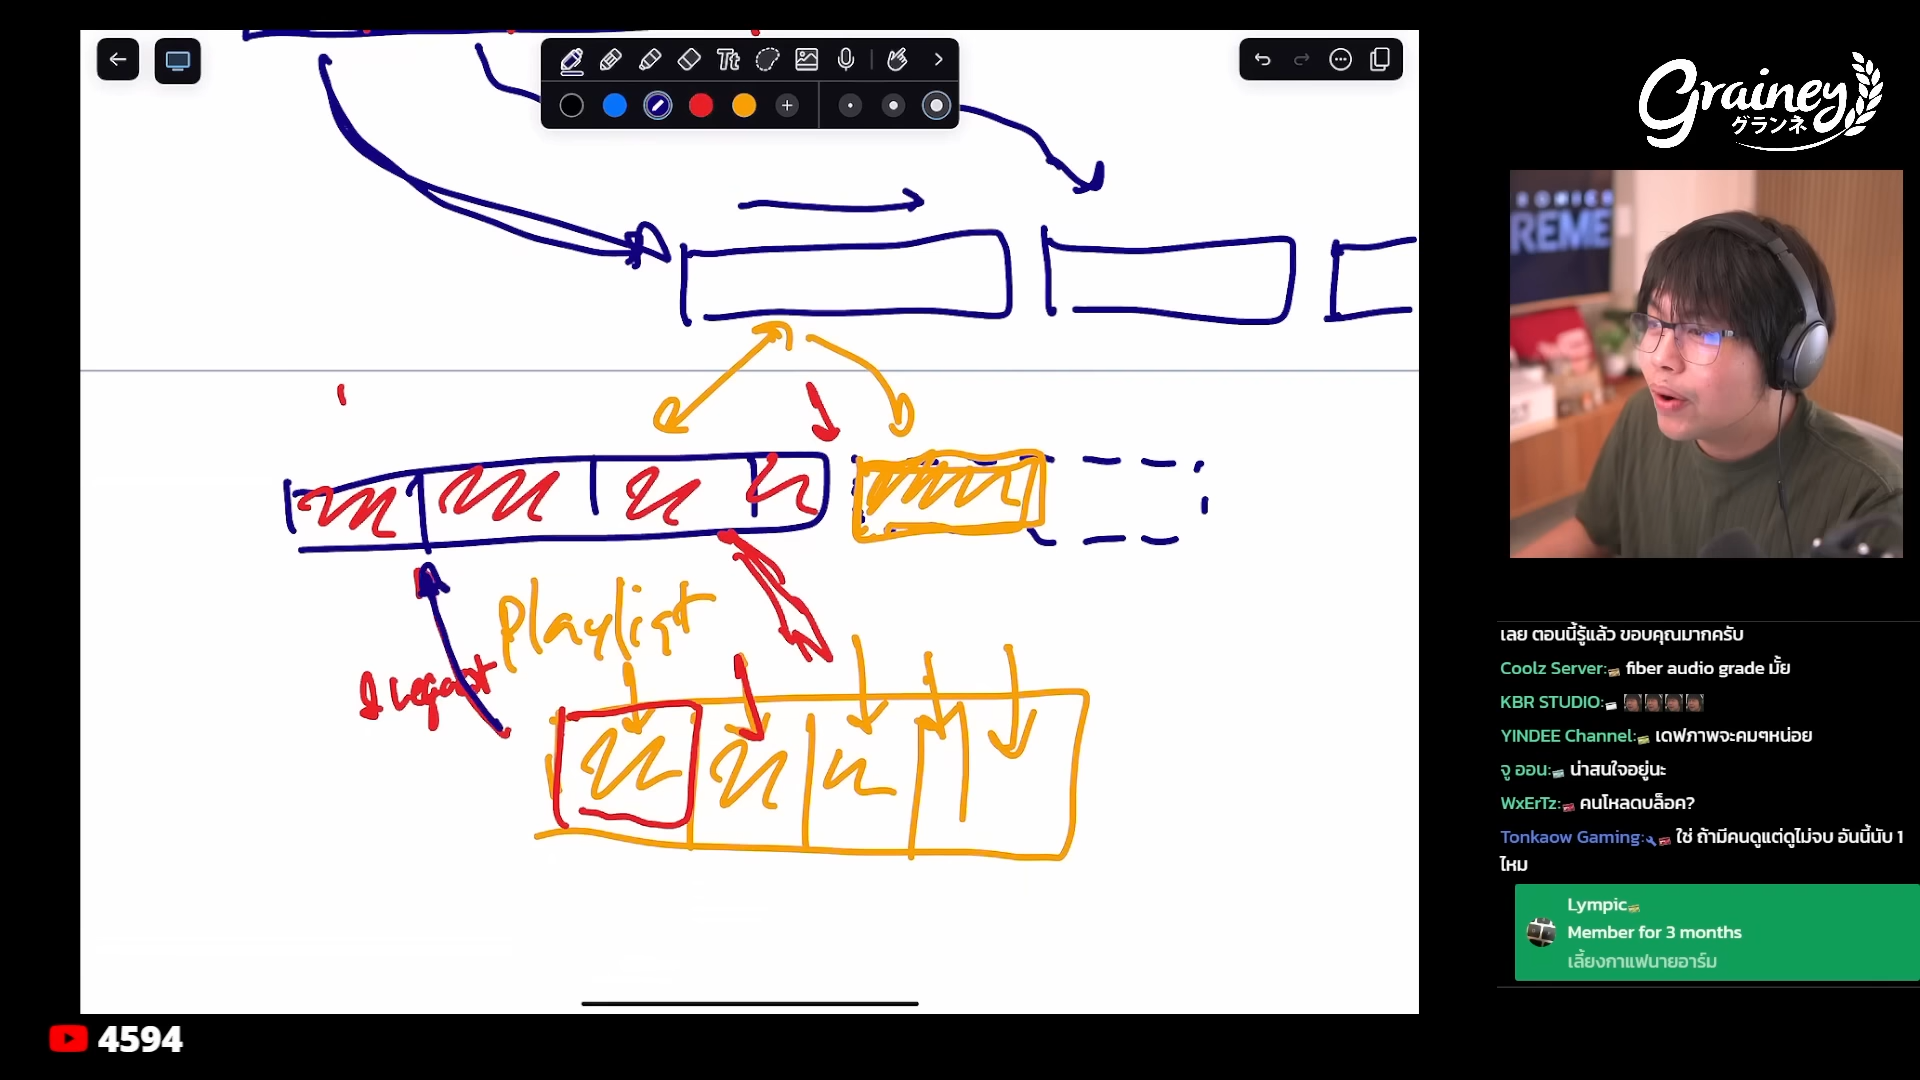 Grainey
グランネ
Tt
REME
Playlist
เลย ตอนนี้รู้แล้ว ขอบคุณมากครับ
Coolz Server: fiber audio grade มั้ย
KBR STUDIO:
YINDEE Channel: เดฟภาพจะคมๆหน่อย
จู ออน: น่าสนใจอยู่นะ
WxErTz: คนโหลดบล็อค?
Tonkaow Gaming: ใช่ ถ้ามีคนดูแต่ดูไม่จบ อันนี้นับ 1
ไหม
Lympic
Member for 3 months
เลี้ยงกาแฟนายอาร์ม
4594